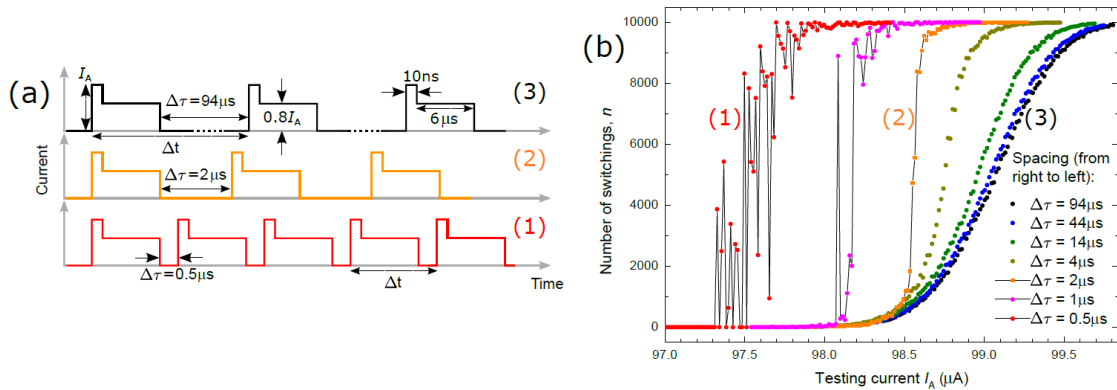 (a)
I_A
Δτ = 94μs
0.8I_A
10ns
6μs
(3)
Δt
Current
Δτ = 2μs
(2)
(1)
Δτ = 0.5μs
Δt
Time
(b)
Number of switchings, n
10000
8000
6000
4000
2000
0
(1)
(2)
(3)
Spacing (from
right to left):
Δτ = 94μs
Δτ = 44μs
Δτ = 14μs
Δτ = 4μs
Δτ = 2μs
Δτ = 1μs
Δτ = 0.5μs
97.0 97.5 98.0 98.5 99.0 99.5
Testing current I_A (μA)